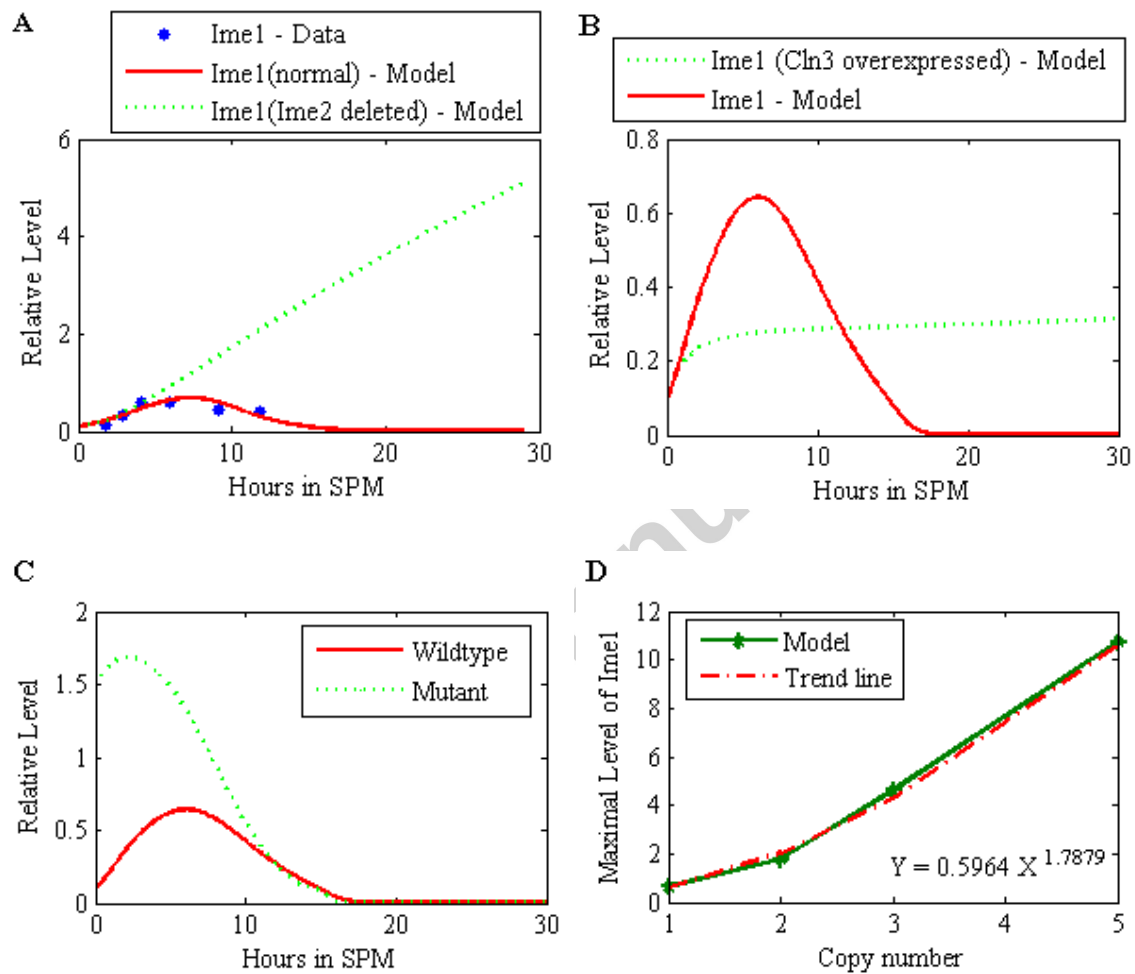 A
Ime1 - Data
Ime1(normal) - Model
Ime1(Ime2 deleted) - Model
6
4
2
0
Relative Level
0 10 20 30
Hours in SPM
B
Ime1 (Cln3 overexpressed) - Model
Ime1 - Model
0.8
0.6
0.4
0.2
0
Relative Level
0 10 20 30
Hours in SPM
C
Wildtype
Mutant
2
1.5
1
0.5
0
Relative Level
0 10 20 30
Hours in SPM
D
Model
Trend line
12
10
8
6
4
2
0
Maximal Level of Ime1
Y = 0.5964 X 1.7879
1 2 3 4 5
Copy number